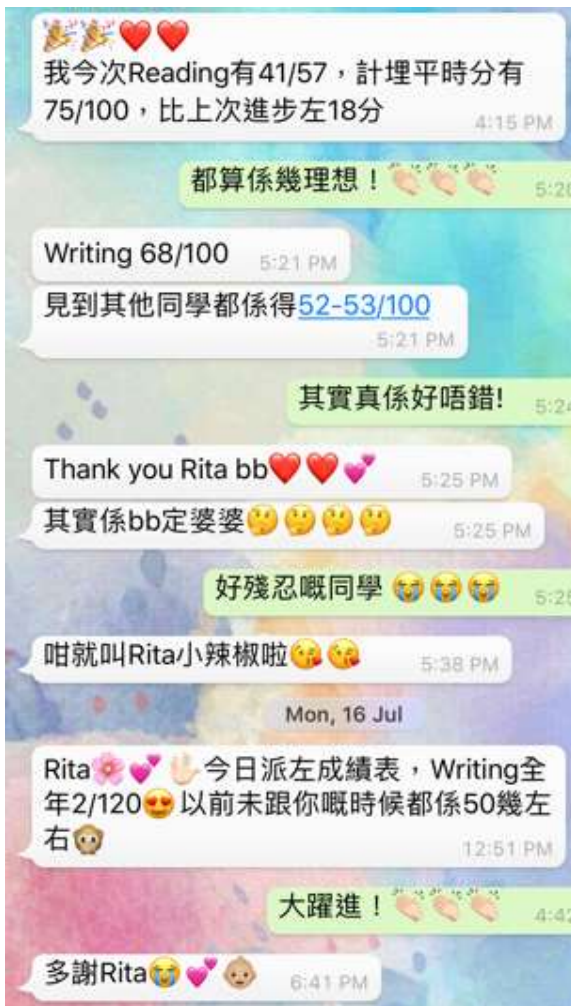 🎉🎉❤️❤️
我今次Reading有41/57，計埋平時分有
75/100，比上次進步左18分
4:15 PM
都算係幾理想！👏🏻👏🏻👏🏻
Writing 68/100 5:21 PM
見到其他同學都係得52-53/100
5:21 PM
其實真係好唔錯!
Thank you Rita bb❤️❤️💕 5:25 PM
其實係bb定婆婆🤔🤔🤔🤔 5:25 PM
好殘忍嘅同學 😭😭😭
咁就叫Rita小辣椒啦😘😘 5:38 PM
Mon, 16 Jul
Rita🌸💕🖖🏻今日派左成績表，Writing全
年2/120😍以前未跟你嘅時候都係50幾左
右🐵 12:51 PM
大躍進！👏🏻👏🏻👏🏻
多謝Rita😭💕👶🏼 6:41 PM